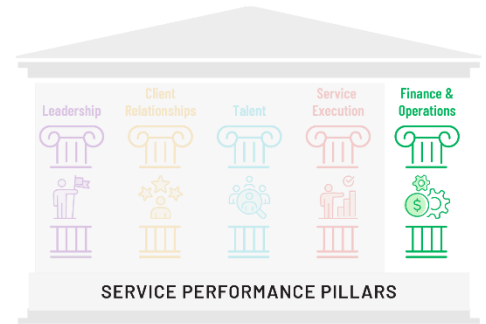 Leadership
Client
Relationships
Talent
Service
Execution
Finance &
Operations
$
SERVICE PERFORMANCE PILLARS